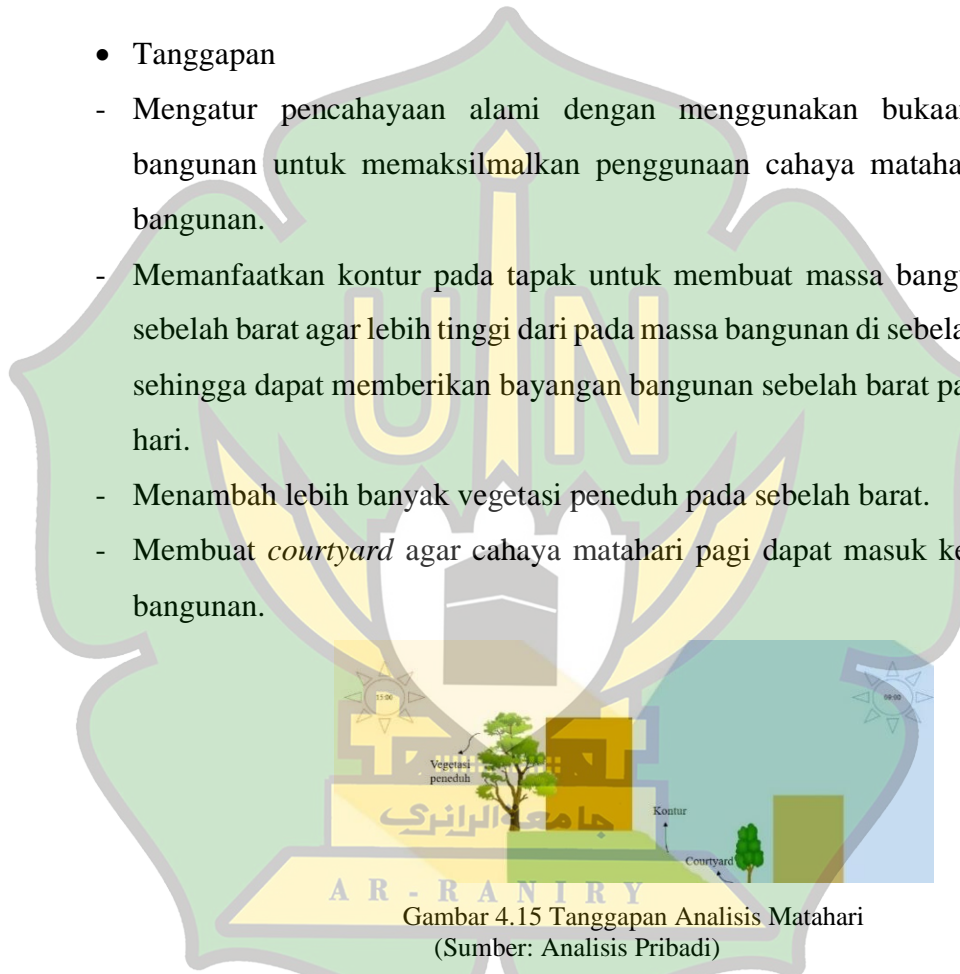 • Tanggapan
- Mengatur pencahayaan alami dengan menggunakan bukaan
bangunan untuk memaksilmalkan penggunaan cahaya mataha
bangunan.
- Memanfaatkan kontur pada tapak untuk membuat massa bang
sebelah barat agar lebih tinggi dari pada massa bangunan di sebela
sehingga dapat memberikan bayangan bangunan sebelah barat pa
hari.
- Menambah lebih banyak vegetasi peneduh pada sebelah barat.
- Membuat courtyard agar cahaya matahari pagi dapat masuk ke
bangunan.
UIN
15:00
Vegetasi
peneduh
Kontur
Courtyard
جامعة الرانري
AR-RANIRY
Gambar 4.15 Tanggapan Analisis Matahari
(Sumber: Analisis Pribadi)